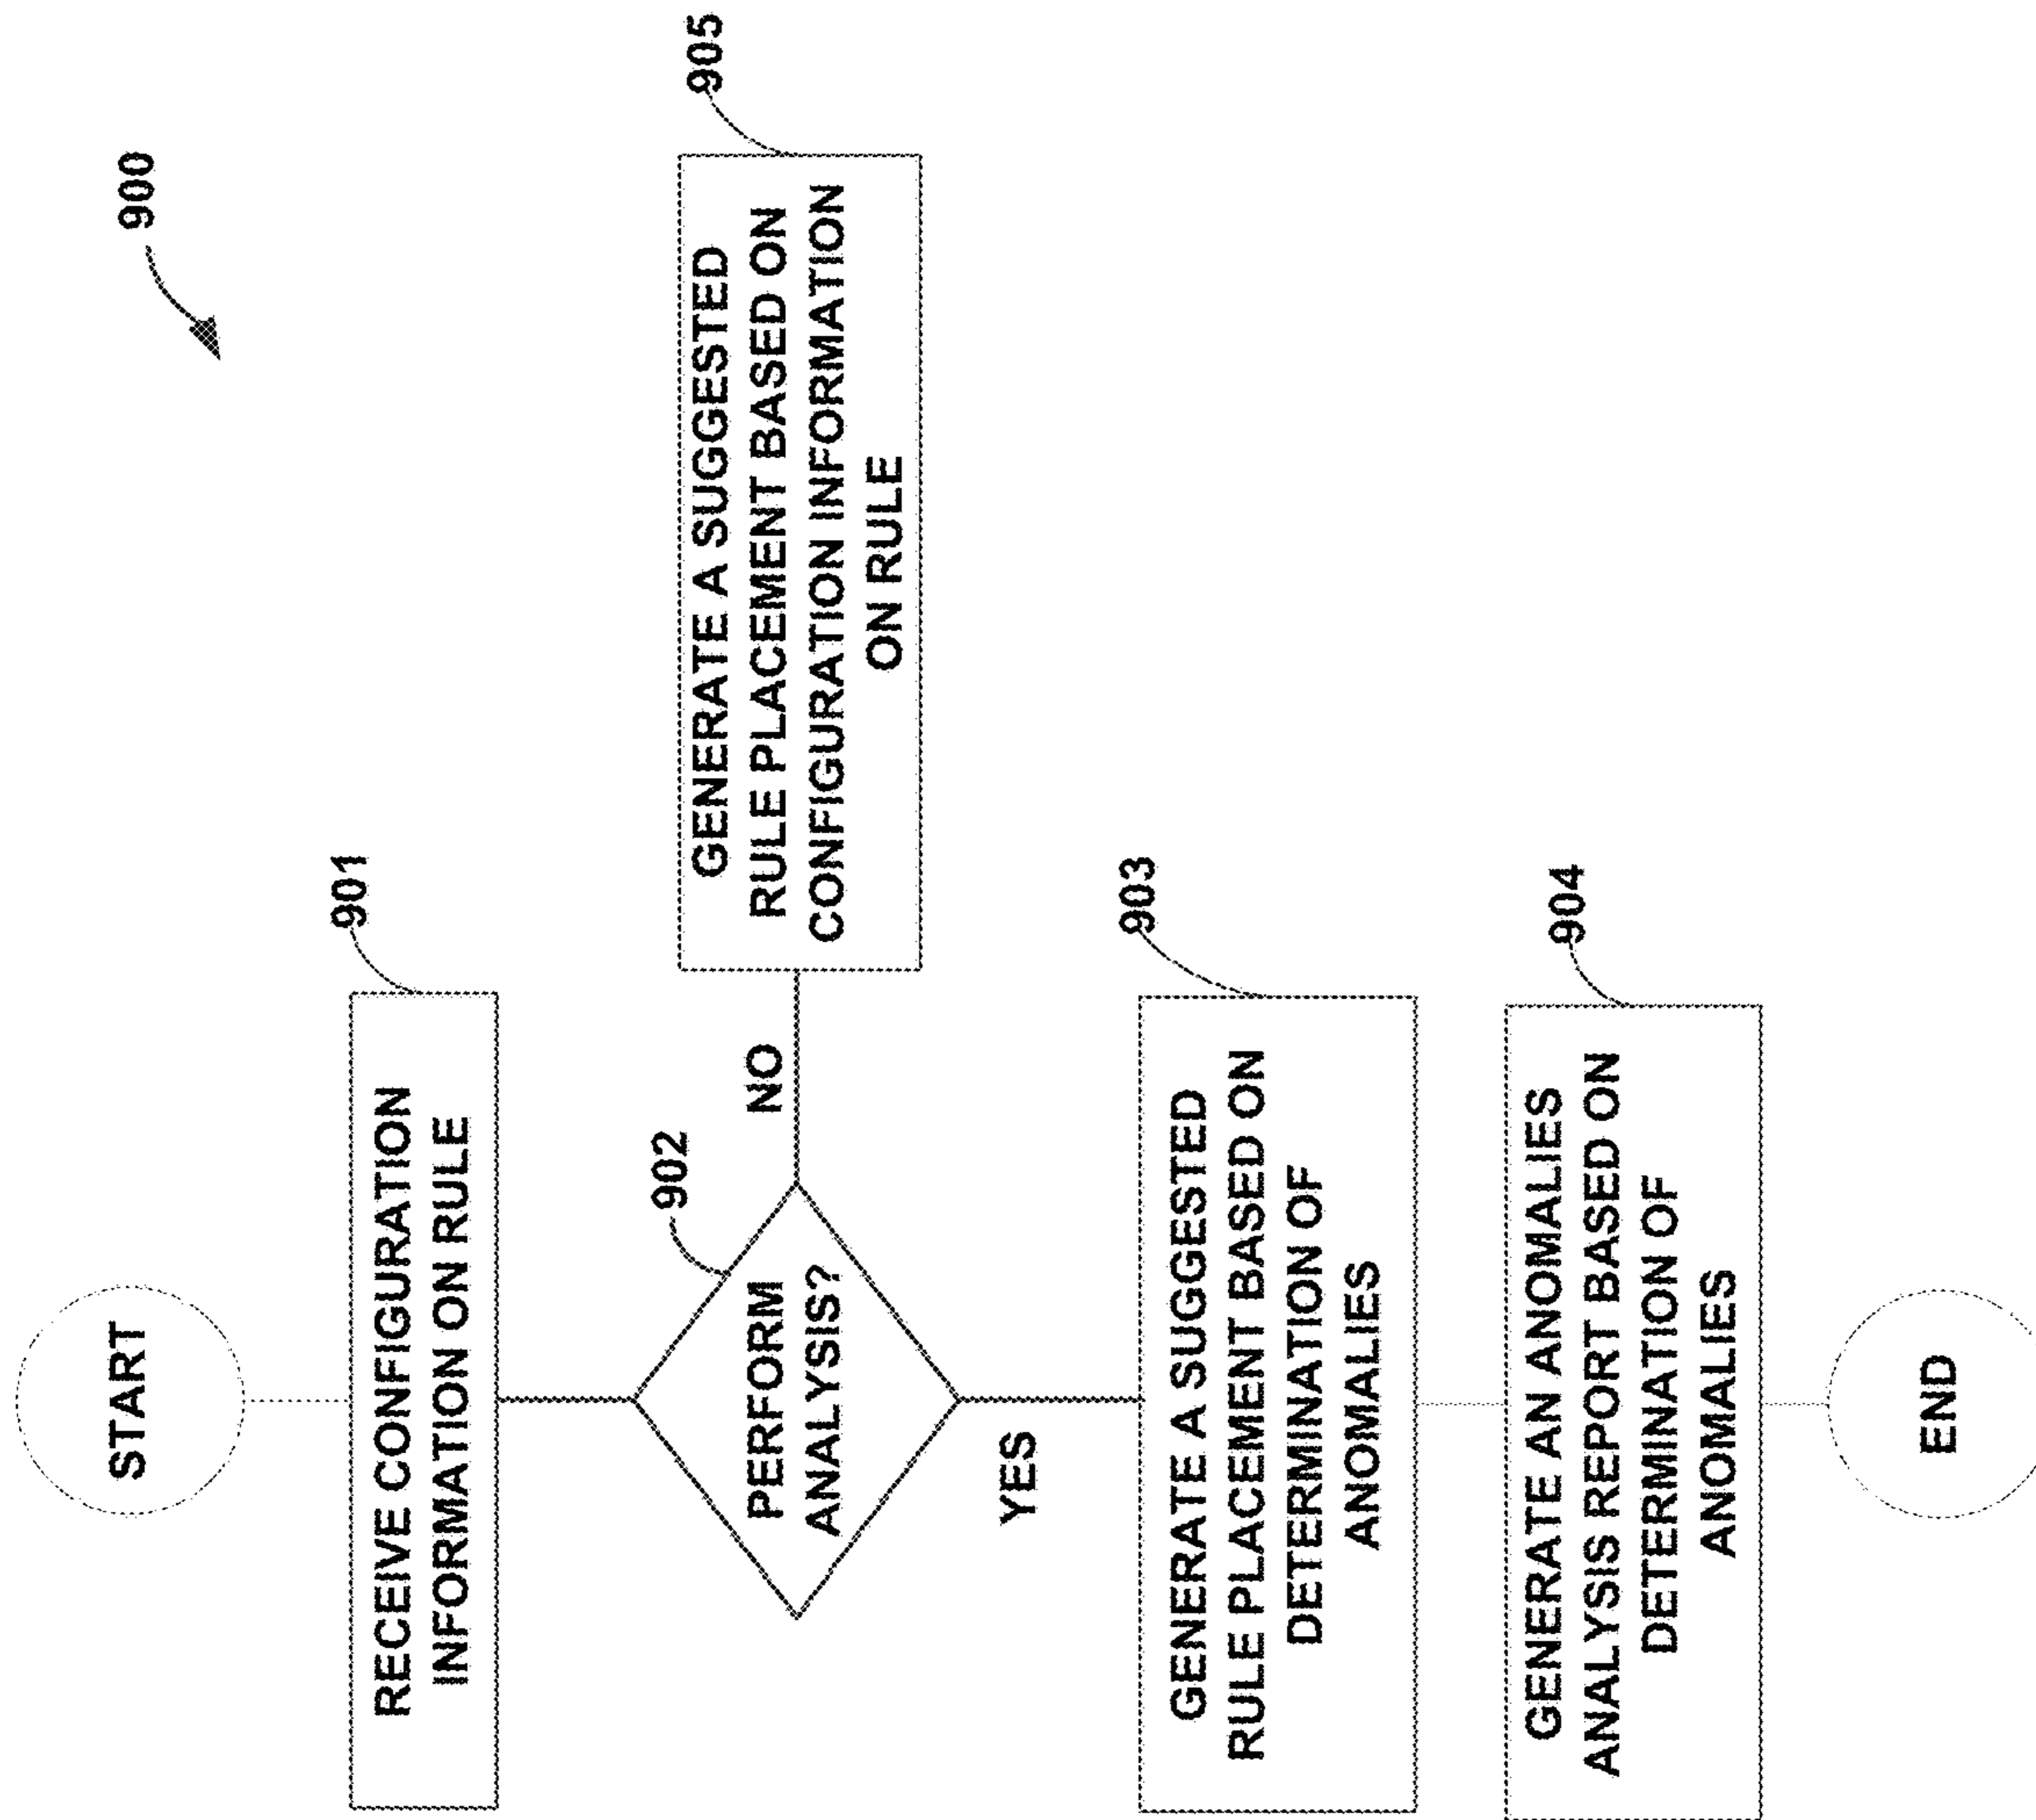 900
START
901
RECEIVE CONFIGURATION
INFORMATION ON RULE
902
PERFORM
ANALYSIS?
NO
905
GENERATE A SUGGESTED
RULE PLACEMENT BASED ON
CONFIGURATION INFORMATION
ON RULE
YES
903
GENERATE A SUGGESTED
RULE PLACEMENT BASED ON
DETERMINATION OF
ANOMALIES
904
GENERATE AN ANOMALIES
ANALYSIS REPORT BASED ON
DETERMINATION OF
ANOMALIES
END